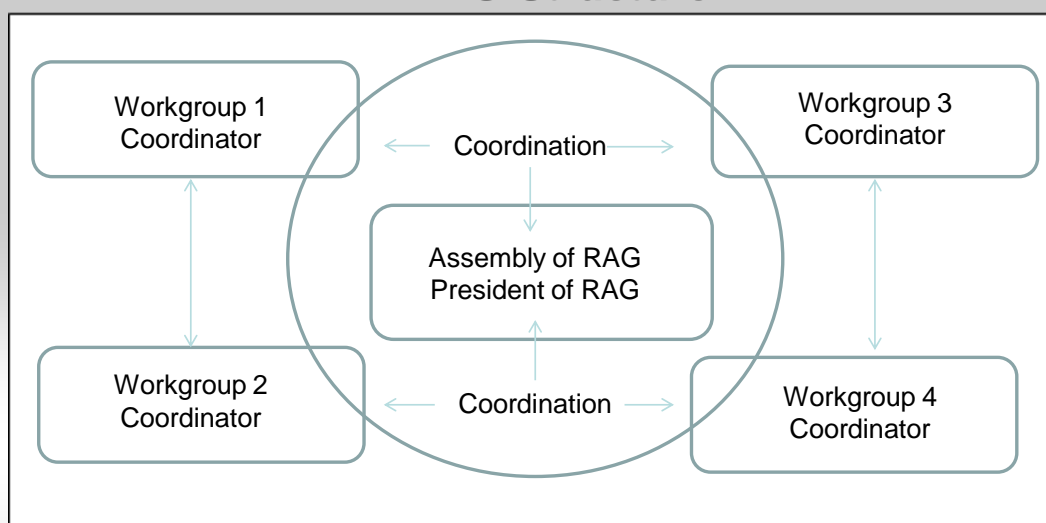 Workgroup 1
Coordinator
Workgroup 3
Coordinator
Coordination
Assembly of RAG
President of RAG
Workgroup 2
Coordinator
Coordination
Workgroup 4
Coordinator